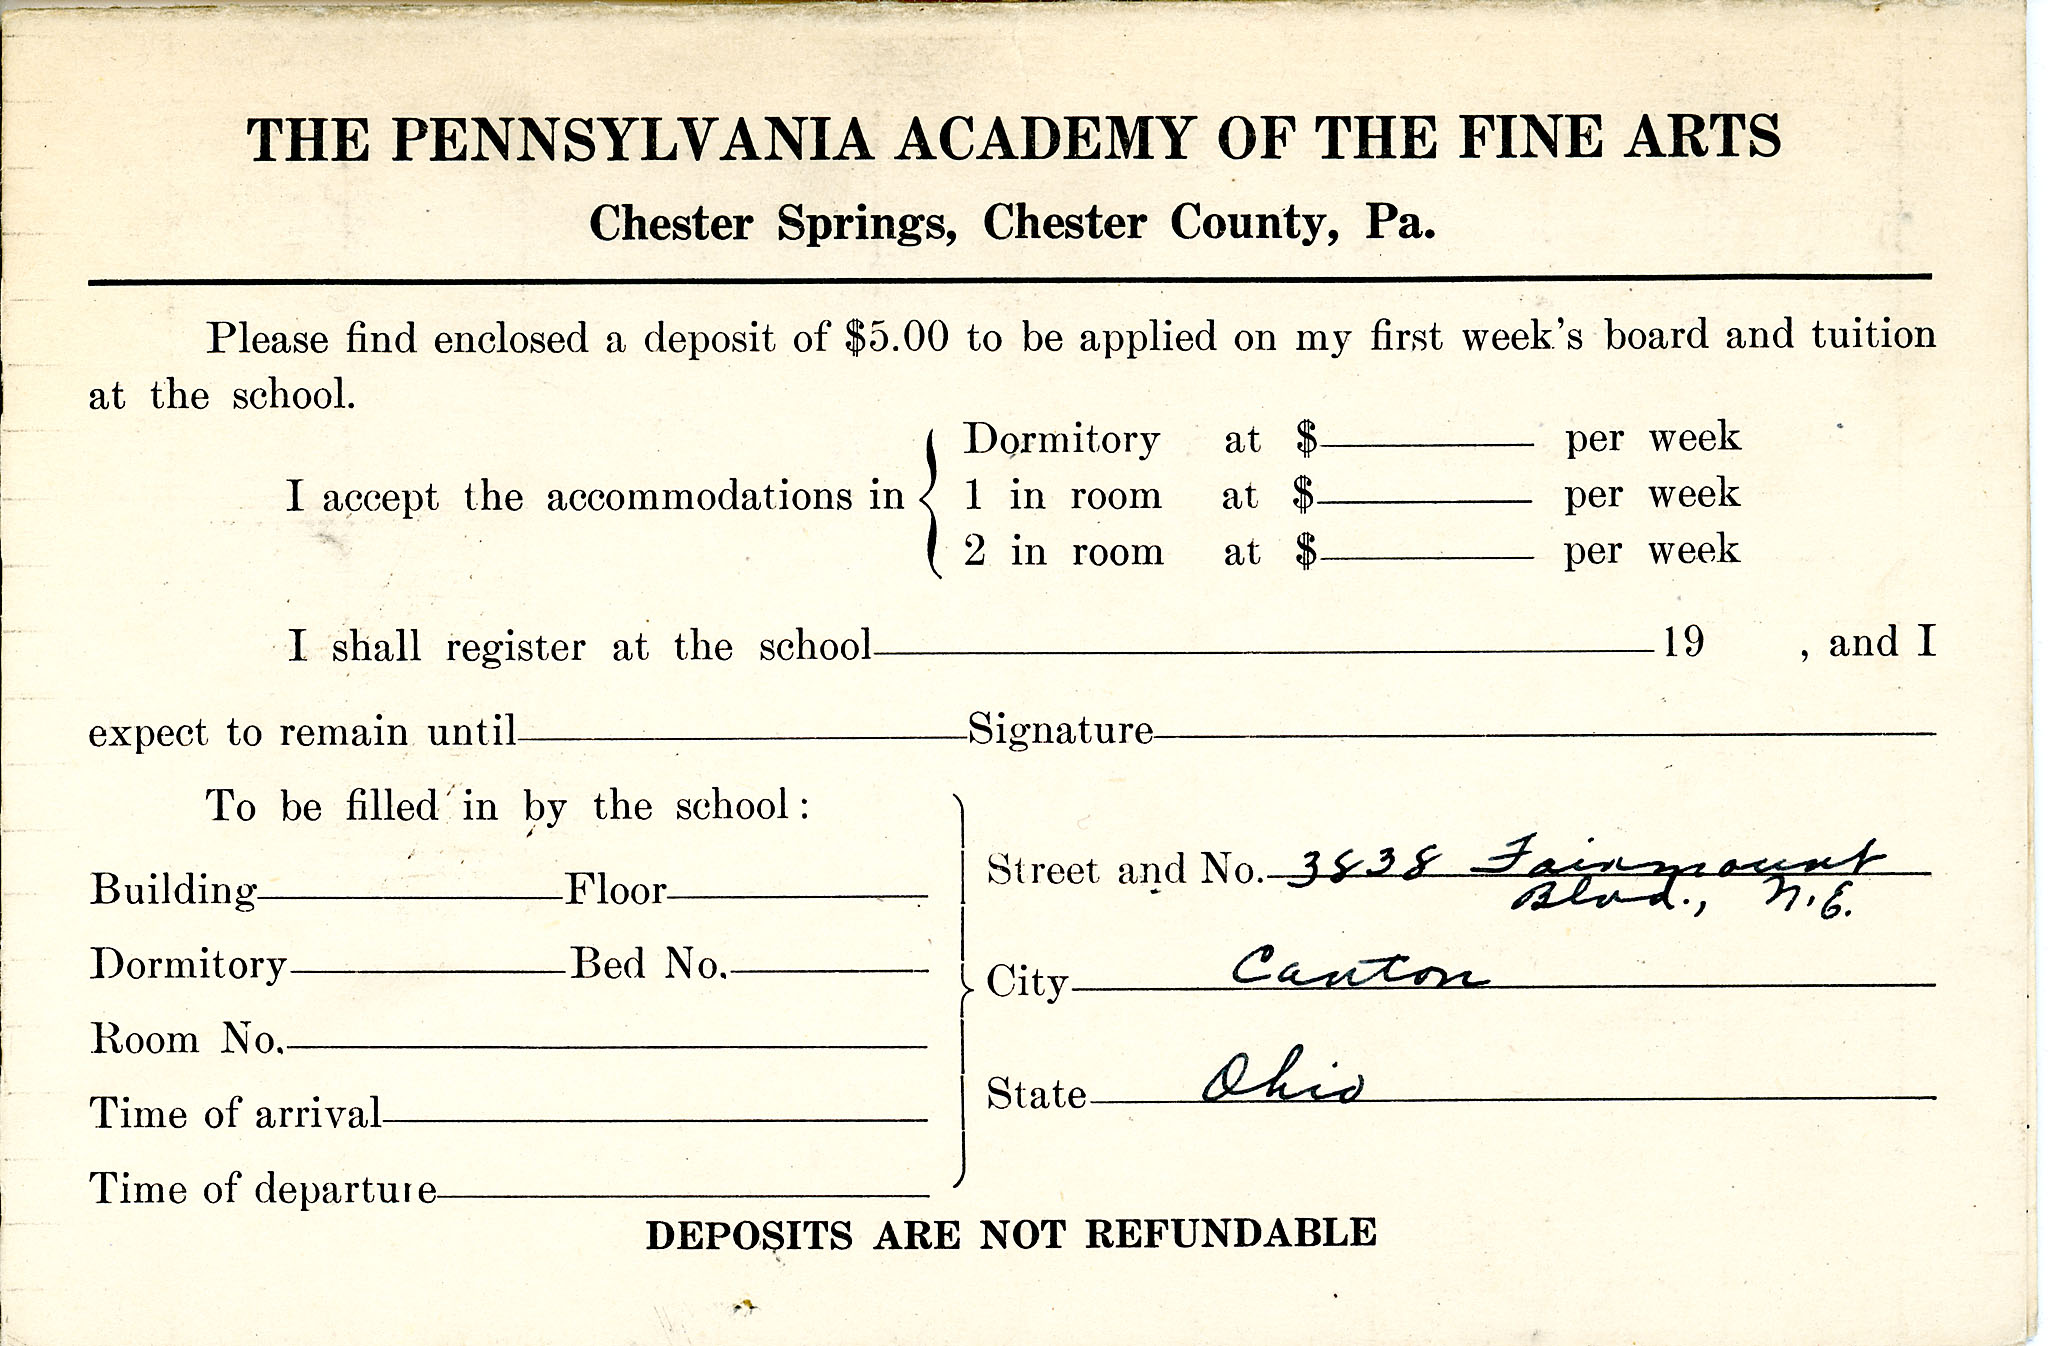 THE PENNSYLVANIA ACADEMY OF THE FINE ARTS
Chester Springs, Chester County, Pa.
Please find enclosed a deposit of $5.00 to be applied on my first week's board and tuition
at the school.
Dormitory at $ per week
I accept the accommodations in 1 in room at $ per week
2 in room at $ per week
I shall register at the school 19 , and I
expect to remain until Signature
To be filled in by the school:
Building Floor
Dormitory Bed No.
Room No.
Time of arrival
Time of departure
Street and No. 3838 Fairmount
Blvd., N.E.
City Canton
State Ohio
DEPOSITS ARE NOT REFUNDABLE